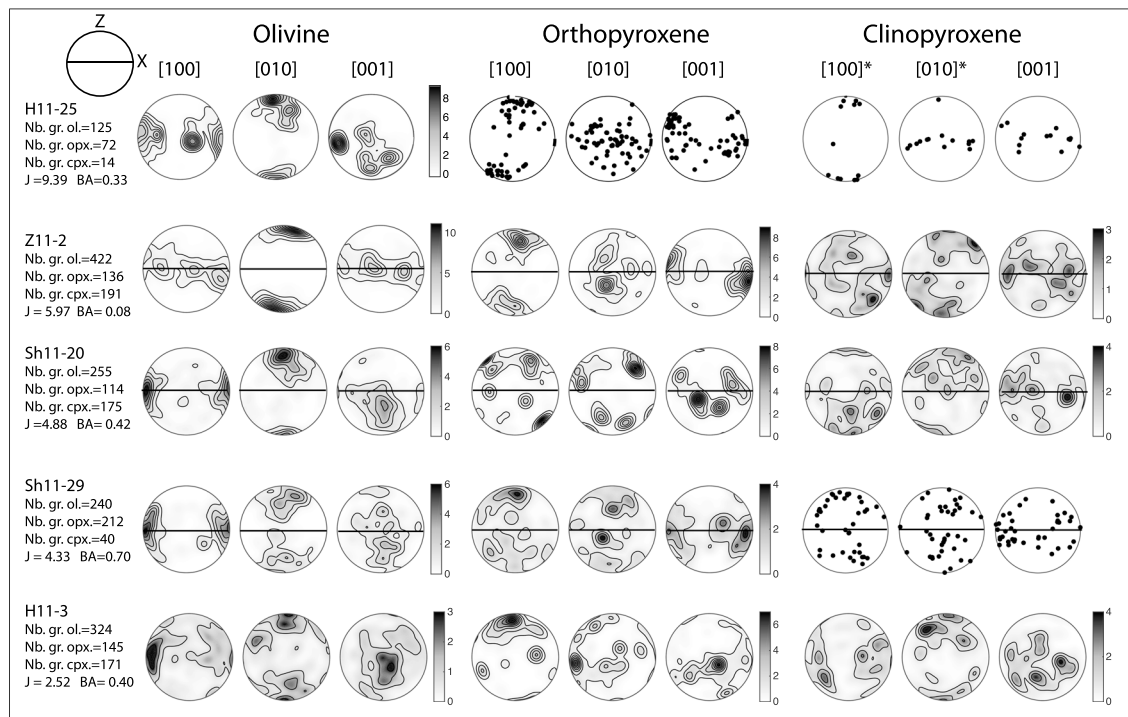 Z
X
Olivine
Orthopyroxene
Clinopyroxene
[100]
[010]
[001]
[100]
[010]
[001]
[100]*
[010]*
[001]
H11-25
Nb. gr. ol.=125
Nb. gr. opx.=72
Nb. gr. cpx.=14
J =9.39 BA=0.33
8
6
4
2
0
Z11-2
Nb. gr. ol.=422
Nb. gr. opx.=136
Nb. gr. cpx.=191
J = 5.97 BA= 0.08
10
5
0
8
6
4
2
0
3
2
1
0
Sh11-20
Nb. gr. ol.=255
Nb. gr. opx.=114
Nb. gr. cpx.=175
J =4.88 BA= 0.42
6
4
2
0
8
6
4
2
0
4
2
0
Sh11-29
Nb. gr. ol.=240
Nb. gr. opx.=212
Nb. gr. cpx.=40
J = 4.33 BA=0.70
6
4
2
0
4
2
0
H11-3
Nb. gr. ol.=324
Nb. gr. opx.=145
Nb. gr. cpx.=171
J = 2.52 BA= 0.40
3
2
1
0
6
4
2
0
4
2
0